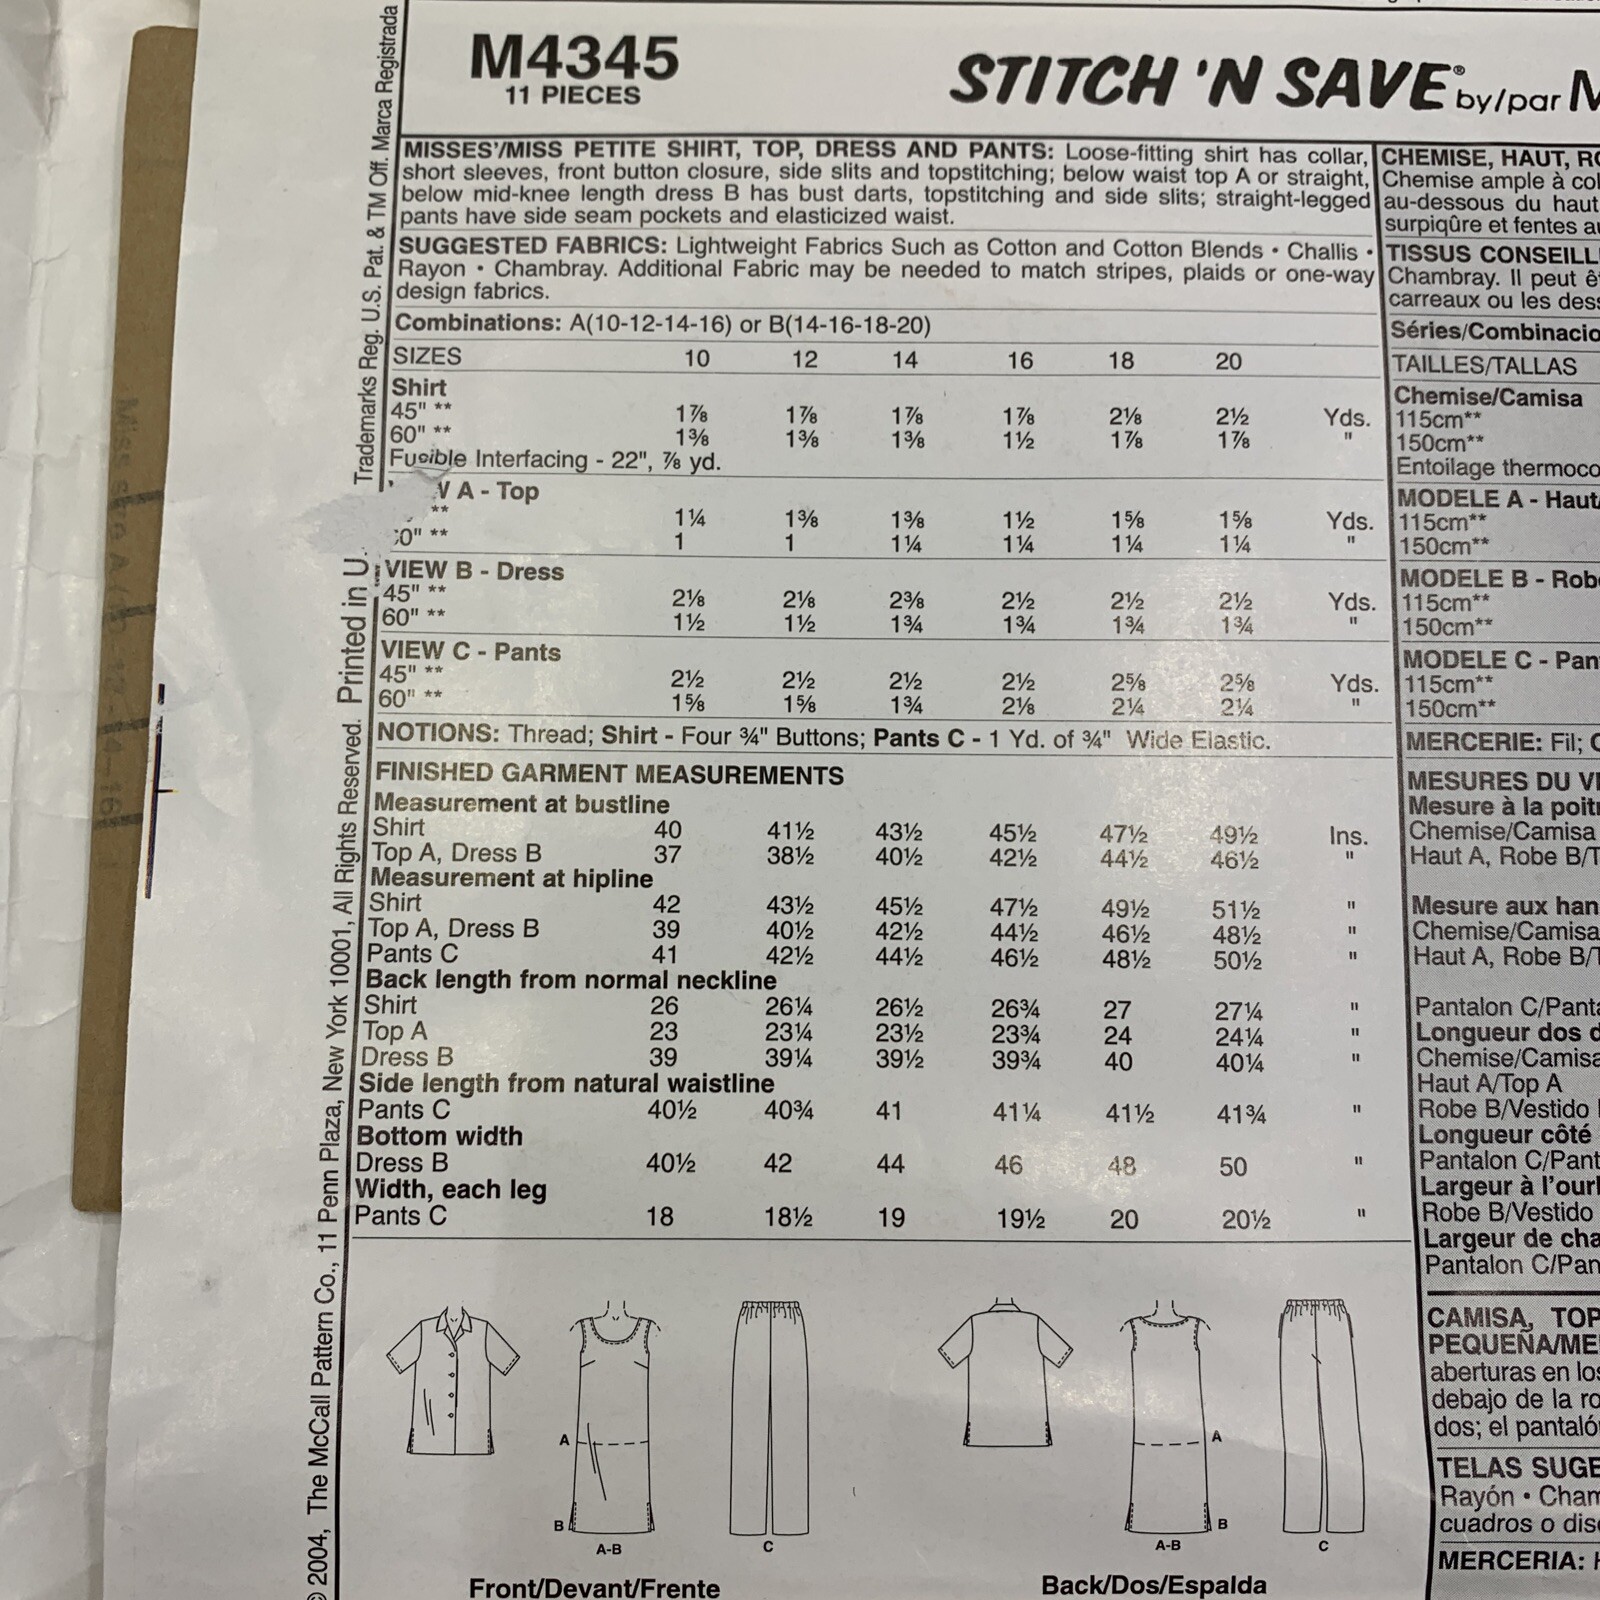 M4345
11 PIECES
STITCH 'N SAVE® by/par M
MISSES'/MISS PETITE SHIRT, TOP, DRESS AND PANTS: Loose-fitting shirt has collar,
short sleeves, front button closure, side slits and topstitching; below waist top A or straight,
below mid-knee length dress B has bust darts, topstitching and side slits; straight-legged
pants have side seam pockets and elasticized waist.
SUGGESTED FABRICS: Lightweight Fabrics Such as Cotton and Cotton Blends • Challis •
Rayon • Chambray. Additional Fabric may be needed to match stripes, plaids or one-way
design fabrics.
Combinations: A(10-12-14-16) or B(14-16-18-20)
SIZES 10 12 14 16 18 20
Shirt
45" ** 1⅞ 1⅞ 1⅞ 1⅞ 2⅛ 2½ Yds.
60" ** 1⅜ 1⅜ 1⅜ 1½ 1⅞ 1⅞ "
Fusible Interfacing - 22", ⅞ yd.
A - Top
** 1¼ 1⅜ 1⅜ 1½ 1⅝ 1⅝ Yds.
0" ** 1 1 1¼ 1¼ 1¼ 1¼ "
VIEW B - Dress
45" ** 2⅛ 2⅛ 2⅜ 2½ 2½ 2½ Yds.
60" ** 1½ 1½ 1¾ 1¾ 1¾ 1¾ "
VIEW C - Pants
45" ** 2½ 2½ 2½ 2½ 2⅝ 2⅝ Yds.
60" ** 1⅝ 1⅝ 1¾ 2⅛ 2¼ 2¼ "
NOTIONS: Thread; Shirt - Four ¾" Buttons; Pants C - 1 Yd. of ¾" Wide Elastic.
FINISHED GARMENT MEASUREMENTS
Measurement at bustline
Shirt 40 41½ 43½ 45½ 47½ 49½ Ins.
Top A, Dress B 37 38½ 40½ 42½ 44½ 46½ "
Measurement at hipline
Shirt 42 43½ 45½ 47½ 49½ 51½ "
Top A, Dress B 39 40½ 42½ 44½ 46½ 48½ "
Pants C 41 42½ 44½ 46½ 48½ 50½ "
Back length from normal neckline
Shirt 26 26¼ 26½ 26¾ 27 27¼ "
Top A 23 23¼ 23½ 23¾ 24 24¼ "
Dress B 39 39¼ 39½ 39¾ 40 40¼ "
Side length from natural waistline
Pants C 40½ 40¾ 41 41¼ 41½ 41¾ "
Bottom width
Dress B 40½ 42 44 46 48 50 "
Width, each leg
Pants C 18 18½ 19 19½ 20 20½ "
A
B
A-B
C
A
B
A-B
C
Front/Devant/Frente
Back/Dos/Espalda
CHEMISE, HAUT, RO
Chemise ample à col
au-dessous du haut
surpiqûre et fentes au
TISSUS CONSEILL
Chambray. Il peut ê
carreaux ou les dess
Séries/Combinacio
TAILLES/TALLAS
Chemise/Camisa
115cm**
150cm**
Entoilage thermoco
MODELE A - Haut/
115cm**
150cm**
MODELE B - Rob
115cm**
150cm**
MODELE C - Pan
115cm**
150cm**
MERCERIE: Fil; C
MESURES DU VE
Mesure à la poitr
Chemise/Camisa
Haut A, Robe B/T
Mesure aux han
Chemise/Camisa
Haut A, Robe B/T
Pantalon C/Panta
Longueur dos d
Chemise/Camisa
Haut A/Top A
Robe B/Vestido
Longueur côté
Pantalon C/Pant
Largeur à l'ourl
Robe B/Vestido
Largeur de cha
Pantalon C/Pan
CAMISA, TOP
PEQUEÑA/ME
aberturas en los
debajo de la ro
dos; el pantaló
TELAS SUGE
Rayón • Cham
cuadros o dise
MERCERIA: H
© 2004, The McCall Pattern Co., 11 Penn Plaza, New York 10001, All Rights Reserved. Printed in U.
Trademarks Reg. U.S. Pat. & TM Off. Marca Registrada